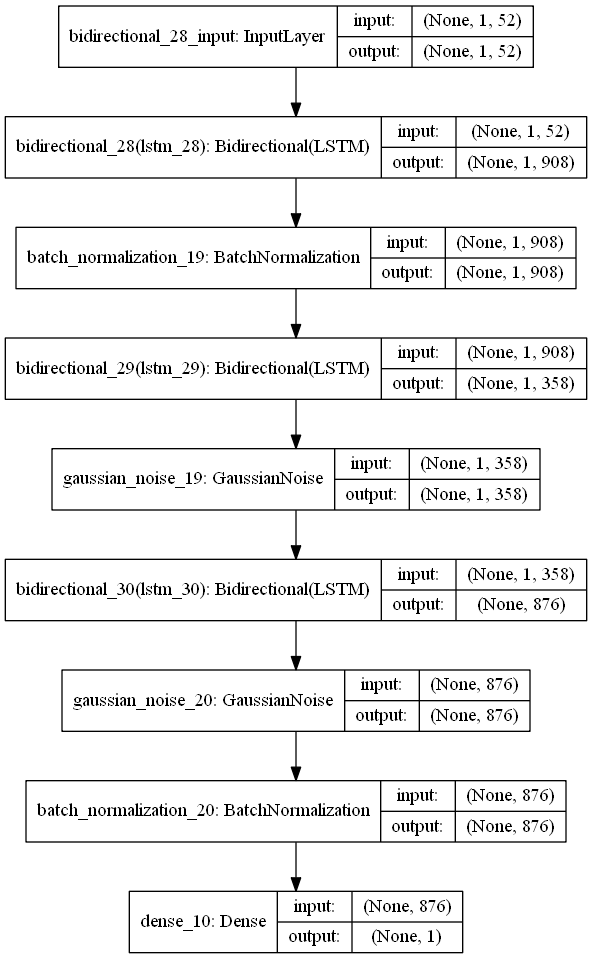 bidirectional_28_input: InputLayer
input: (None, 1, 52)
output: (None, 1, 52)
bidirectional_28(lstm_28): Bidirectional(LSTM)
input: (None, 1, 52)
output: (None, 1, 908)
batch_normalization_19: BatchNormalization
input: (None, 1, 908)
output: (None, 1, 908)
bidirectional_29(lstm_29): Bidirectional(LSTM)
input: (None, 1, 908)
output: (None, 1, 358)
gaussian_noise_19: GaussianNoise
input: (None, 1, 358)
output: (None, 1, 358)
bidirectional_30(lstm_30): Bidirectional(LSTM)
input: (None, 1, 358)
output: (None, 876)
gaussian_noise_20: GaussianNoise
input: (None, 876)
output: (None, 876)
batch_normalization_20: BatchNormalization
input: (None, 876)
output: (None, 876)
dense_10: Dense
input: (None, 876)
output: (None, 1)